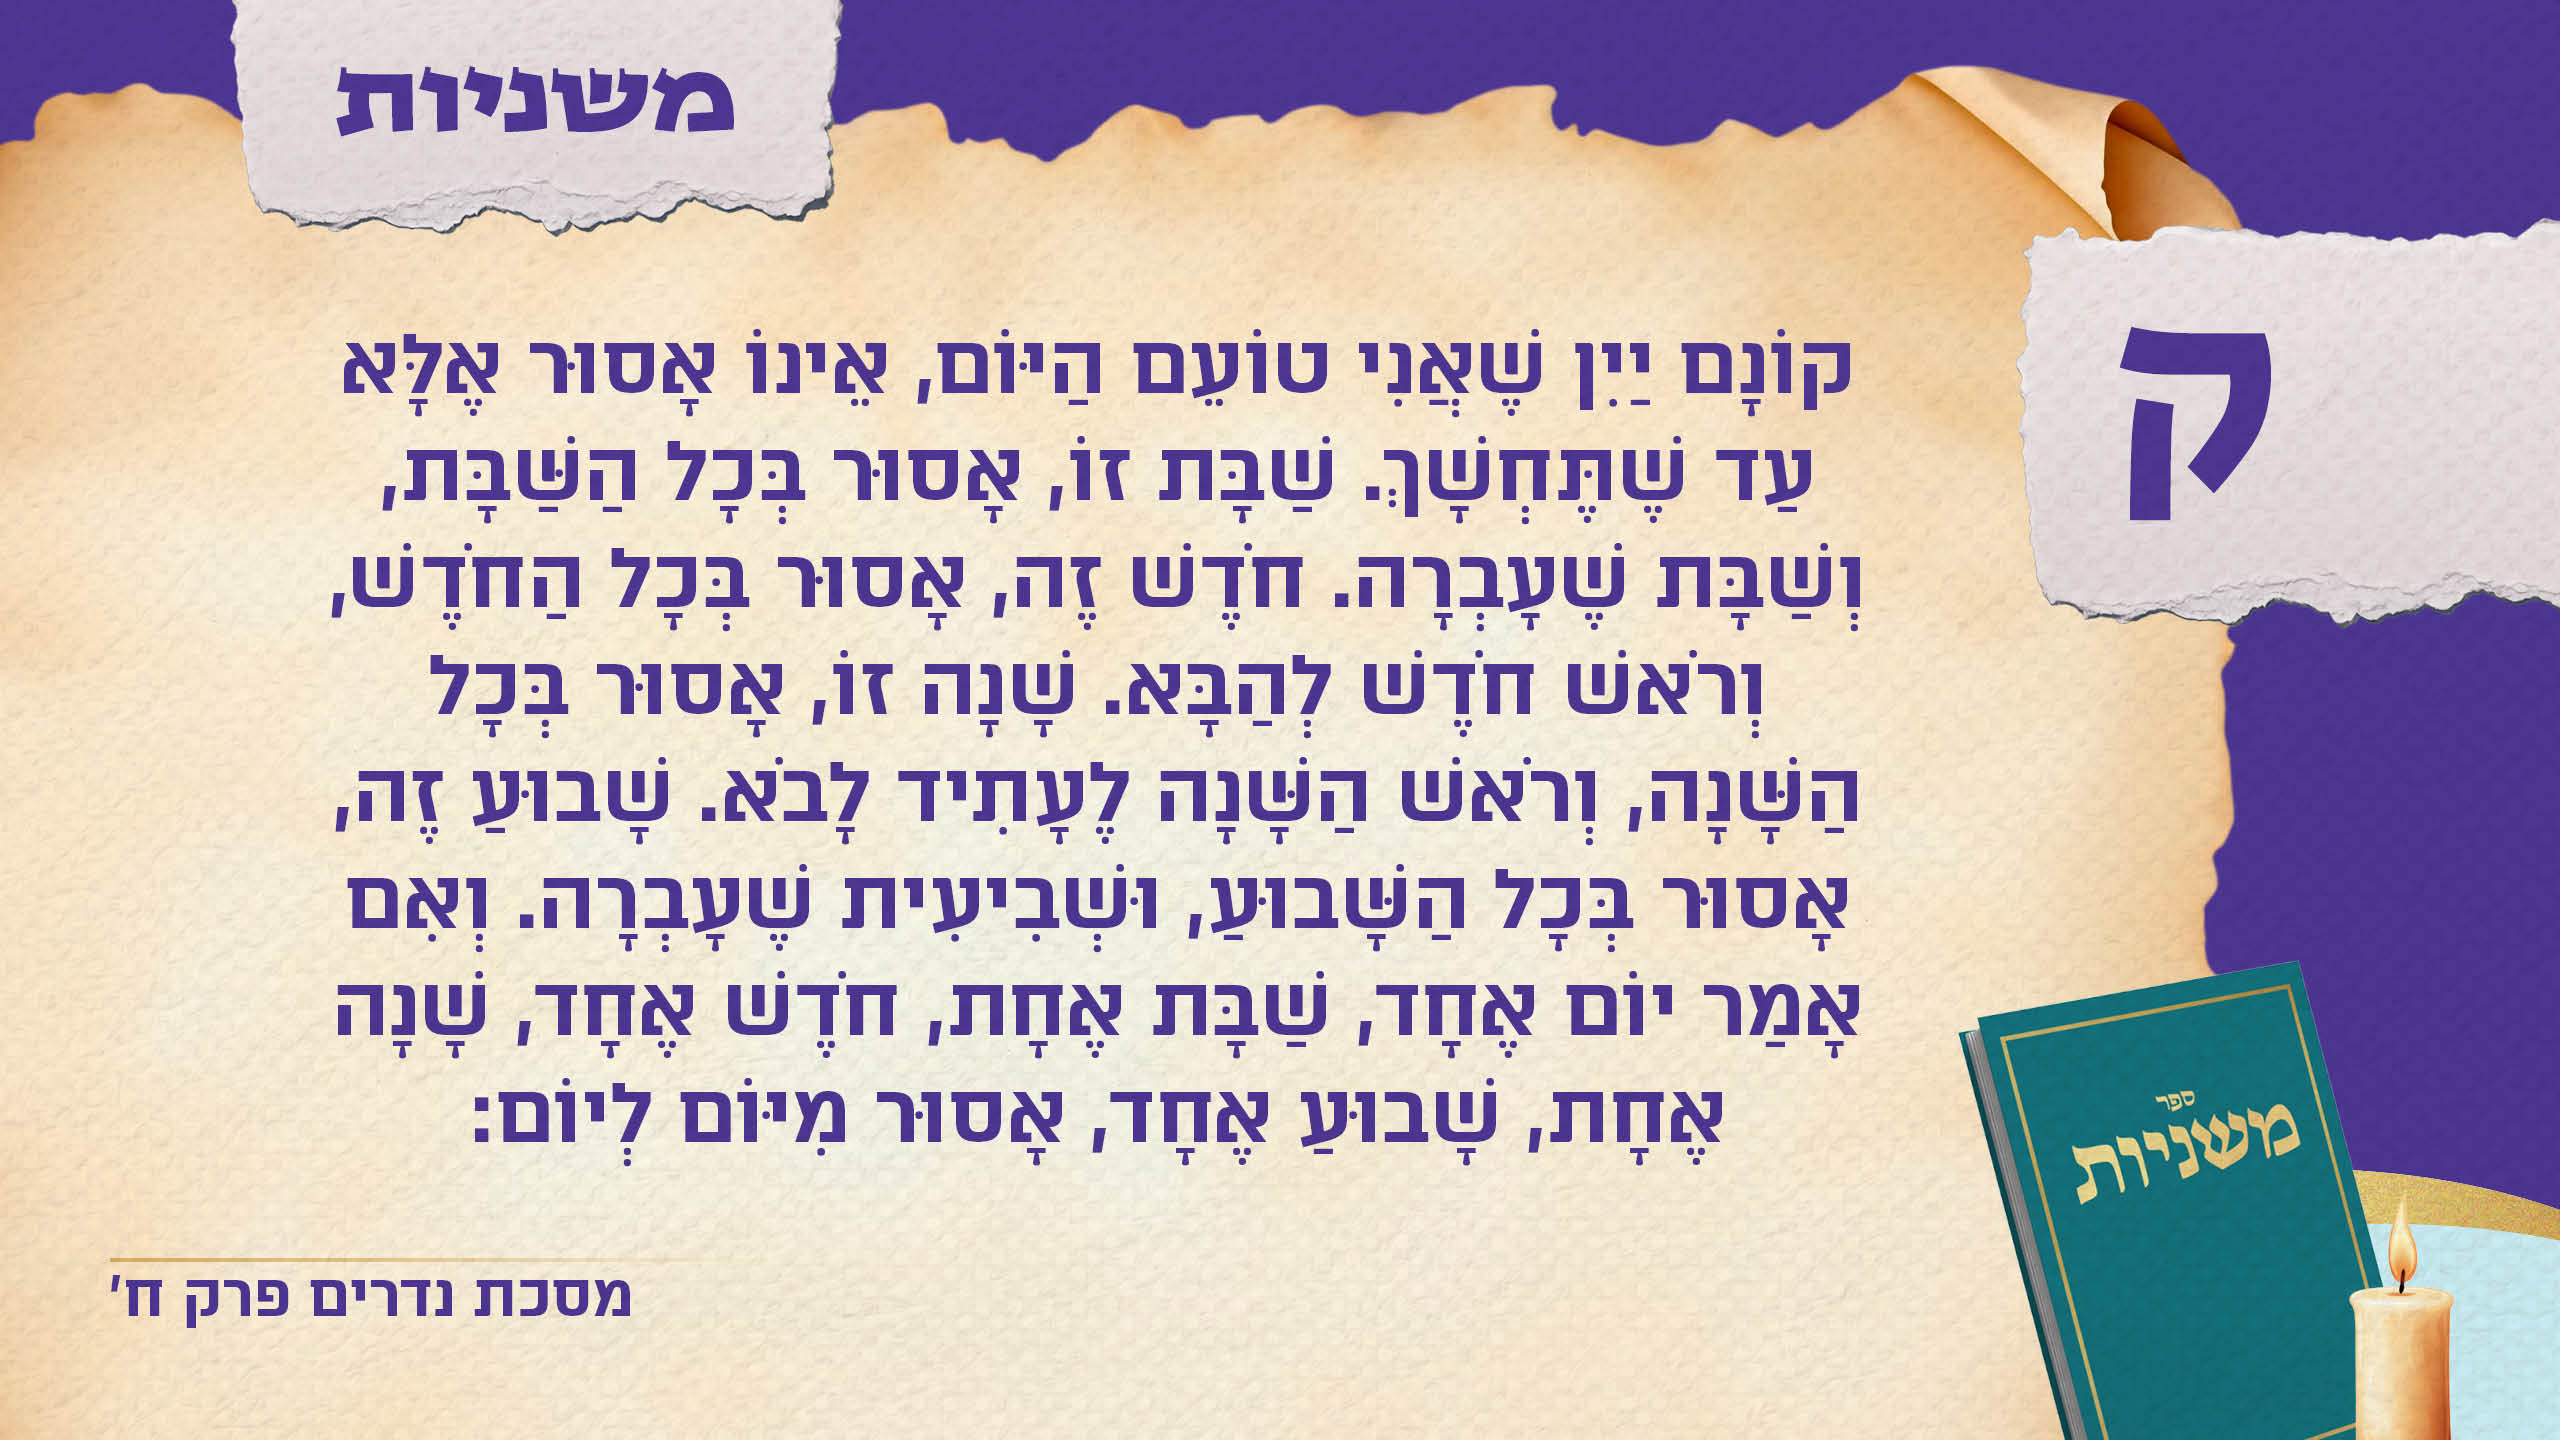 משניות
ק
קוֹנָם יַיִן שֶׁאֲנִי טוֹעֵם הַיּוֹם, אֵינוֹ אָסוּר אֶלָּא
עַד שֶׁתֶּחְשָׁךְ. שַׁבָּת זוֹ, אָסוּר בְּכָל הַשַּׁבָּת,
וְשַׁבָּת שֶׁעָבְרָה. חֹדֶשׁ זֶה, אָסוּר בְּכָל הַחֹדֶשׁ,
וְרֹאשׁ חֹדֶשׁ לְהַבָּא. שָׁנָה זוֹ, אָסוּר בְּכָל
הַשָּׁנָה, וְרֹאשׁ הַשָּׁנָה לֶעָתִיד לָבֹא. שָׁבוּעַ זֶה,
אָסוּר בְּכָל הַשָּׁבוּעַ, וּשְׁבִיעִית שֶׁעָבְרָה. וְאִם
אָמַר יוֹם אֶחָד, שַׁבָּת אֶחָת, חֹדֶשׁ אֶחָד, שָׁנָה
אֶחָת, שָׁבוּעַ אֶחָד, אָסוּר מִיּוֹם לְיוֹם:
ספר
משניות
מסכת נדרים פרק ח'